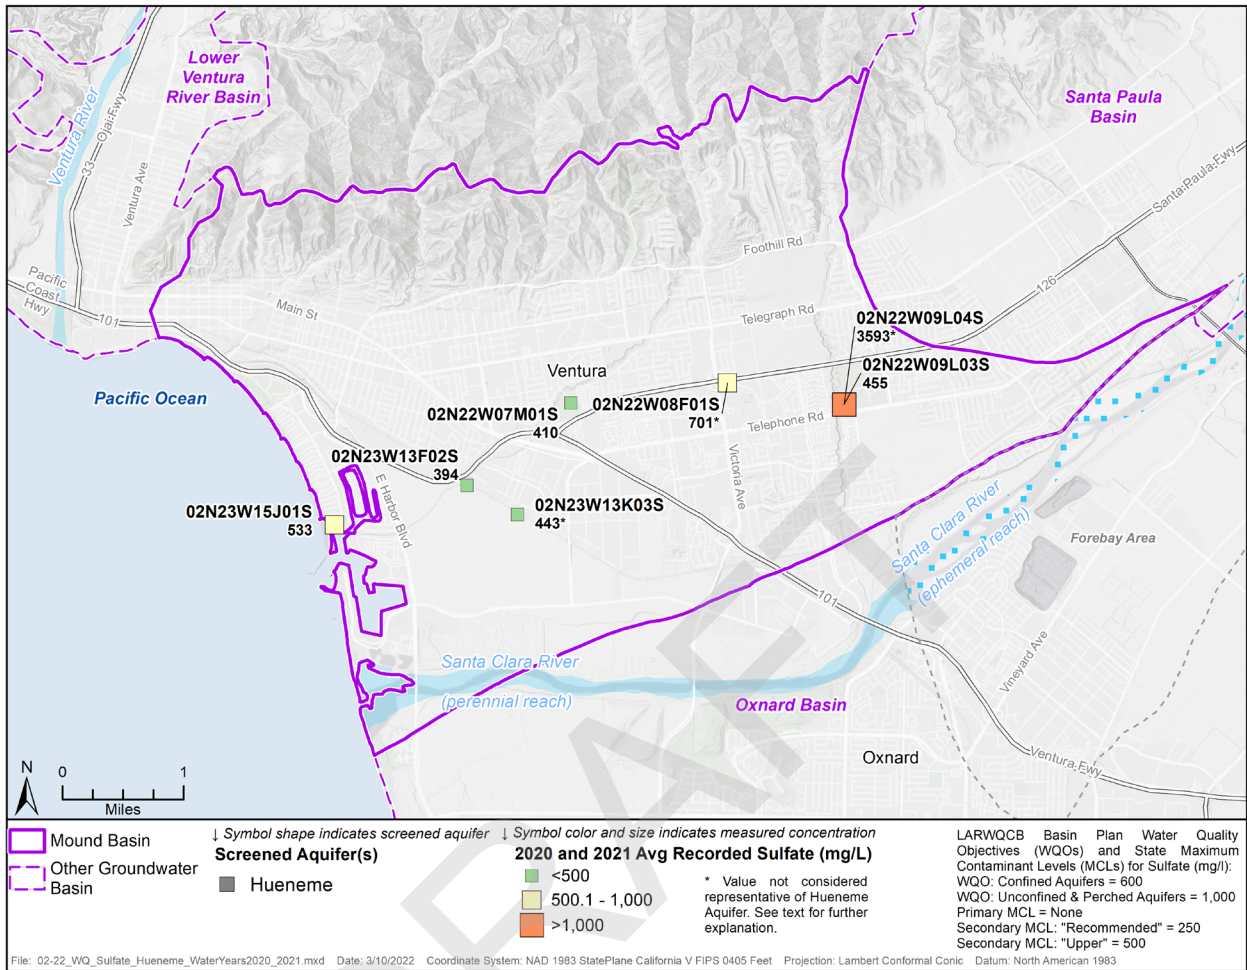 Lower
Ventura
River Basin
Santa Paula
Basin
Ventura River
Ojai Fwy
33
Ventura Ave
Santa Paula Fwy
Foothill Rd
Pacific
Coast
Hwy
101
Main St
126
Telegraph Rd
02N22W09L04S
3593*
02N22W09L03S
455
Ventura
Pacific Ocean
02N22W07M01S
410
02N22W08F01S
701*
Telephone Rd
Victoria Ave
02N23W13F02S
394
E Harbor Blvd
02N23W15J01S
533
02N23W13K03S
443*
Santa Clara River
(ephemeral reach)
Forebay Area
101
Vineyard Ave
Santa Clara River
(perennial reach)
Oxnard Basin
Oxnard
Ventura Fwy
DRAFT
N
0 1
Miles
Mound Basin
Other Groundwater
Basin
↓ Symbol shape indicates screened aquifer
Screened Aquifer(s)
Hueneme
↓ Symbol color and size indicates measured concentration
2020 and 2021 Avg Recorded Sulfate (mg/L)
<500
500.1 - 1,000
>1,000
* Value not considered
representative of Hueneme
Aquifer. See text for further
explanation.
LARWQCB Basin Plan Water Quality
Objectives (WQOs) and State Maximum
Contaminant Levels (MCLs) for Sulfate (mg/l):
WQO: Confined Aquifers = 600
WQO: Unconfined & Perched Aquifers = 1,000
Primary MCL = None
Secondary MCL: "Recommended" = 250
Secondary MCL: "Upper" = 500
File: 02-22_WQ_Sulfate_Hueneme_WaterYears2020_2021.mxd Date: 3/10/2022 Coordinate System: NAD 1983 StatePlane California V FIPS 0405 Feet Projection: Lambert Conformal Conic Datum: North American 1983